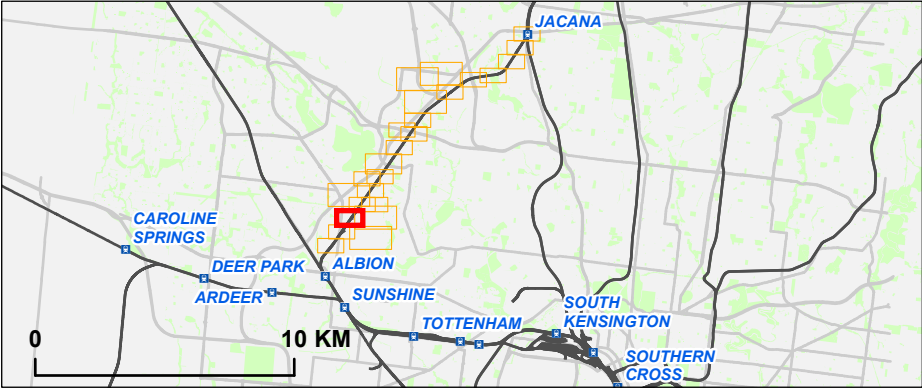 JACANA
CAROLINE
SPRINGS
DEER PARK
ALBION
ARDEER
SUNSHINE
SOUTH
KENSINGTON
TOTTENHAM
0
10 KM
SOUTHERN
CROSS